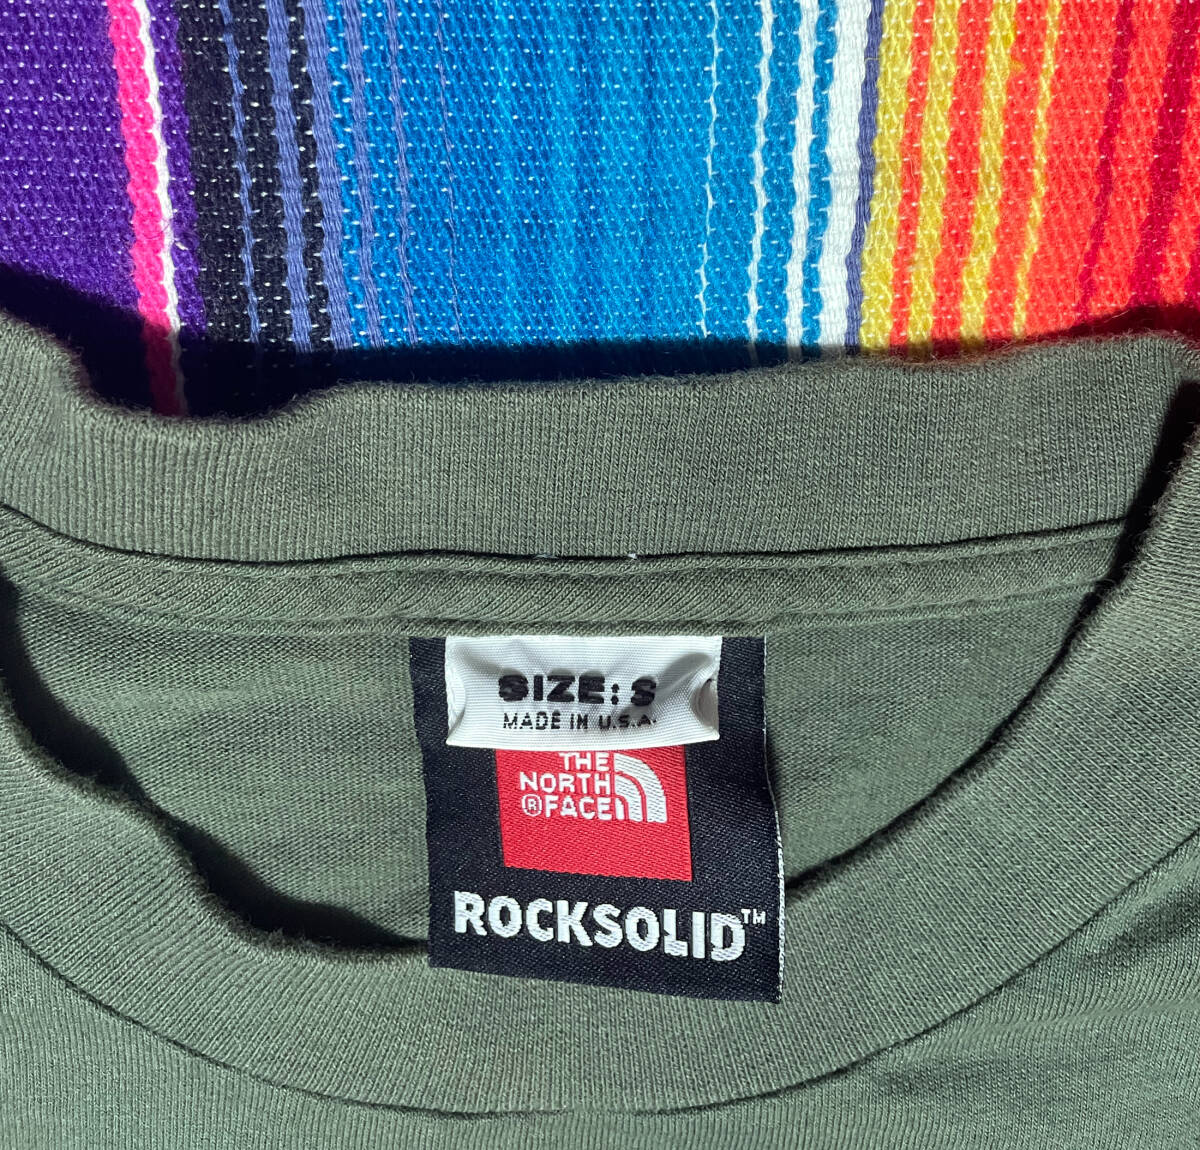 SIZE: S
MADE IN U.S.A.
THE
NORTH
® FACE
ROCKSOLID™